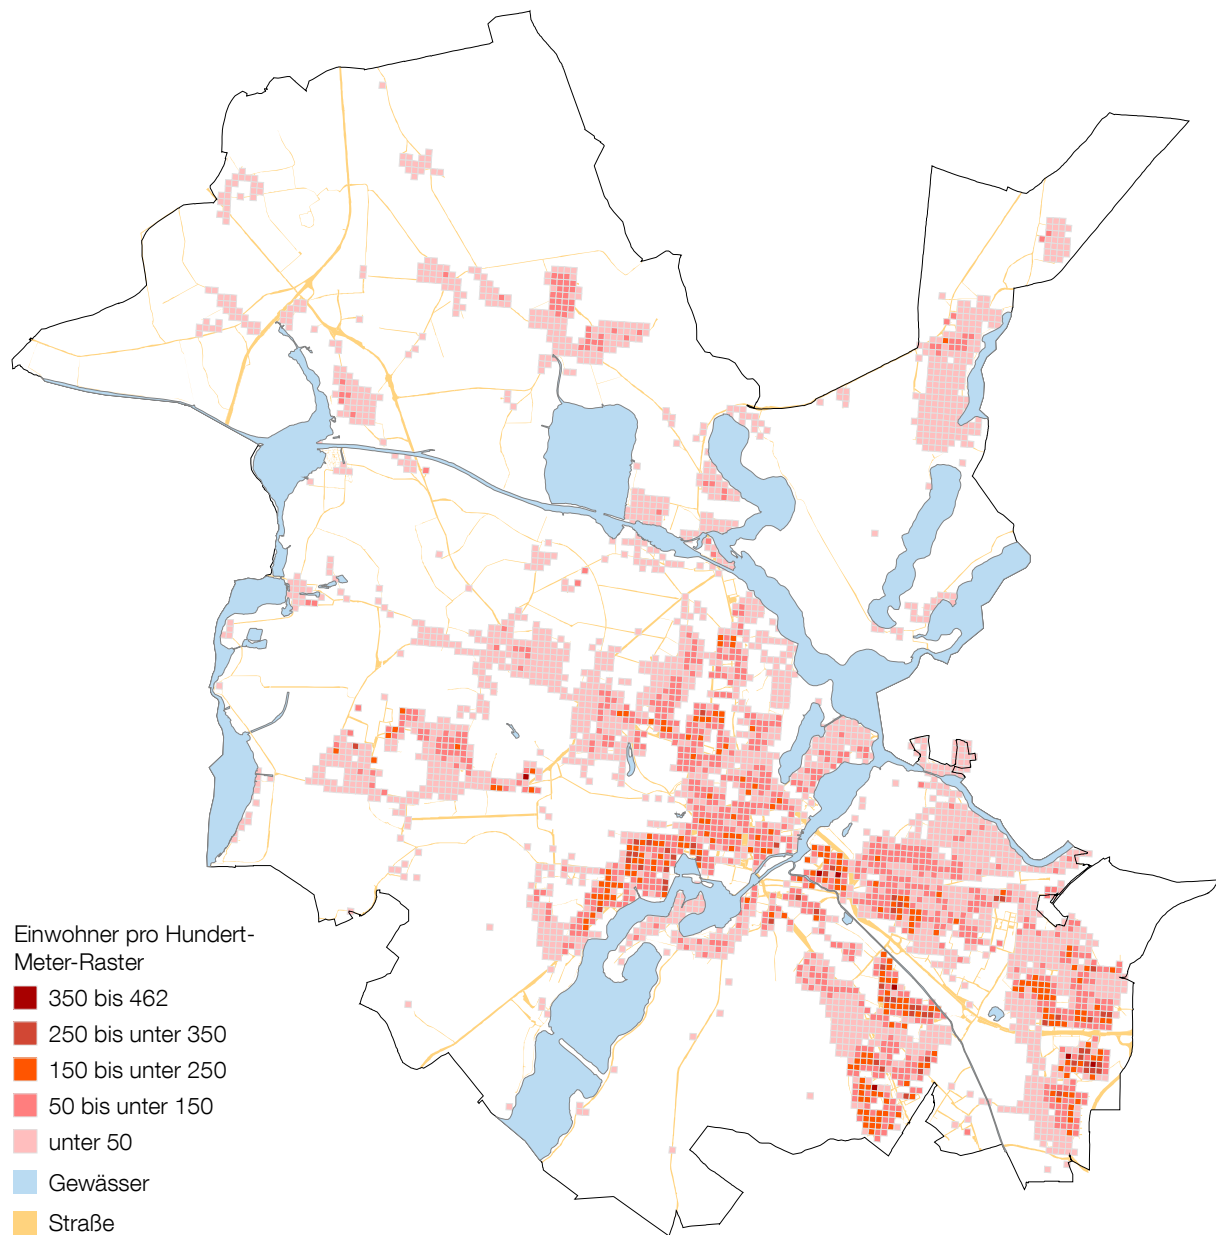 Einwohner pro Hundert-
Meter-Raster
350 bis 462
250 bis unter 350
150 bis unter 250
50 bis unter 150
unter 50
Gewässer
Straße